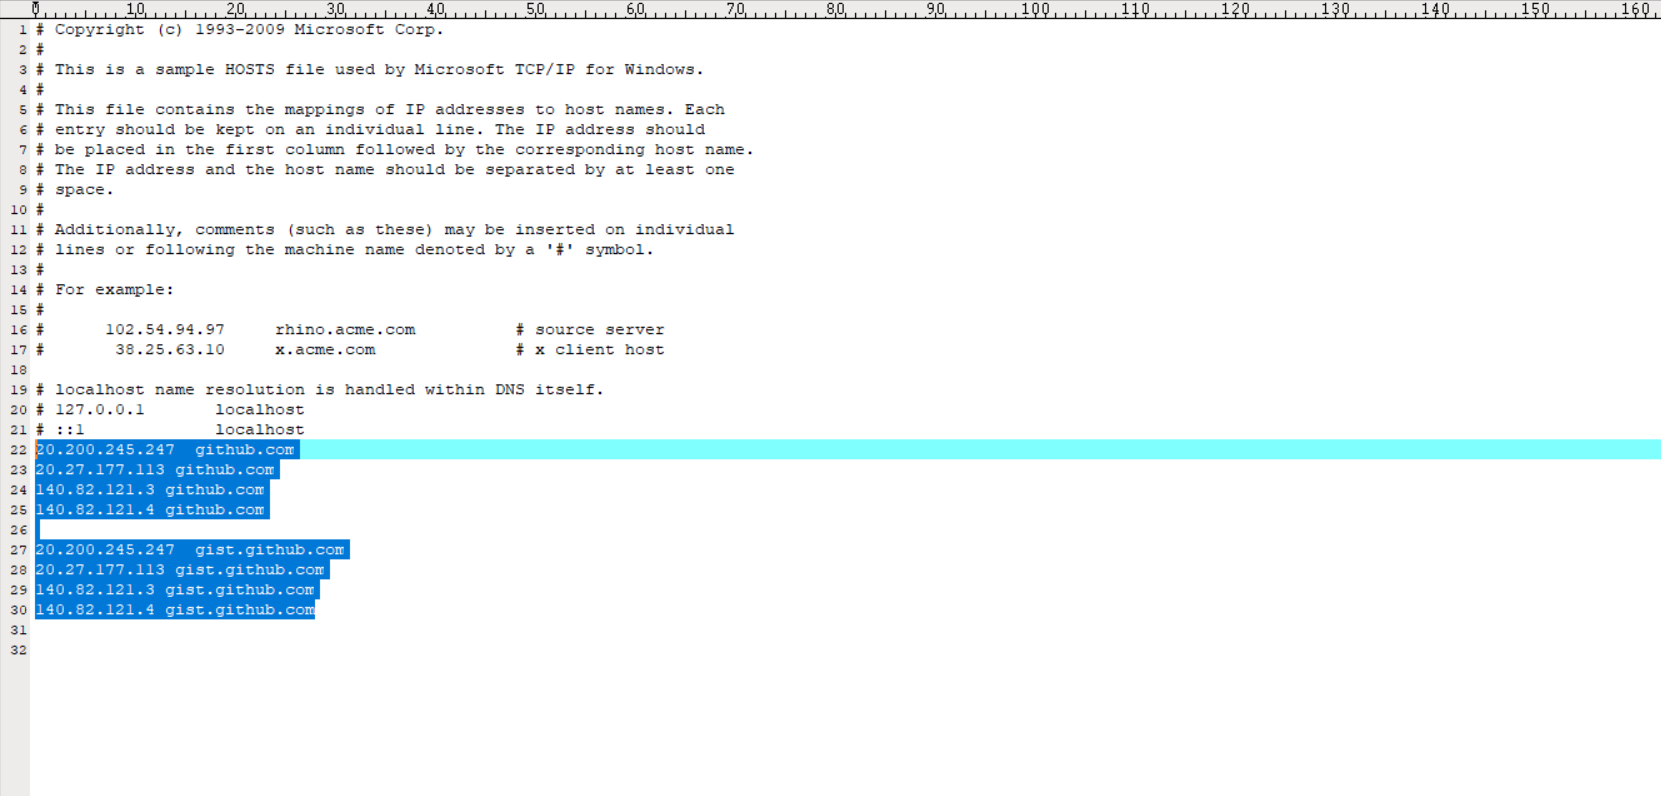 0 10 20 30 40 50 60 70 80 90 100 110 120 130 140 150 160
1 # Copyright (c) 1993-2009 Microsoft Corp.
2 #
3 # This is a sample HOSTS file used by Microsoft TCP/IP for Windows.
4 #
5 # This file contains the mappings of IP addresses to host names. Each
6 # entry should be kept on an individual line. The IP address should
7 # be placed in the first column followed by the corresponding host name.
8 # The IP address and the host name should be separated by at least one
9 # space.
10 #
11 # Additionally, comments (such as these) may be inserted on individual
12 # lines or following the machine name denoted by a '#' symbol.
13 #
14 # For example:
15 #
16 #      102.54.94.97     rhino.acme.com          # source server
17 #       38.25.63.10     x.acme.com              # x client host
18
19 # localhost name resolution is handled within DNS itself.
20 # 127.0.0.1       localhost
21 # ::1             localhost
22 20.200.245.247  github.com
23 20.27.177.113 github.com
24 140.82.121.3 github.com
25 140.82.121.4 github.com
26
27 20.200.245.247  gist.github.com
28 20.27.177.113 gist.github.com
29 140.82.121.3 gist.github.com
30 140.82.121.4 gist.github.com
31
32